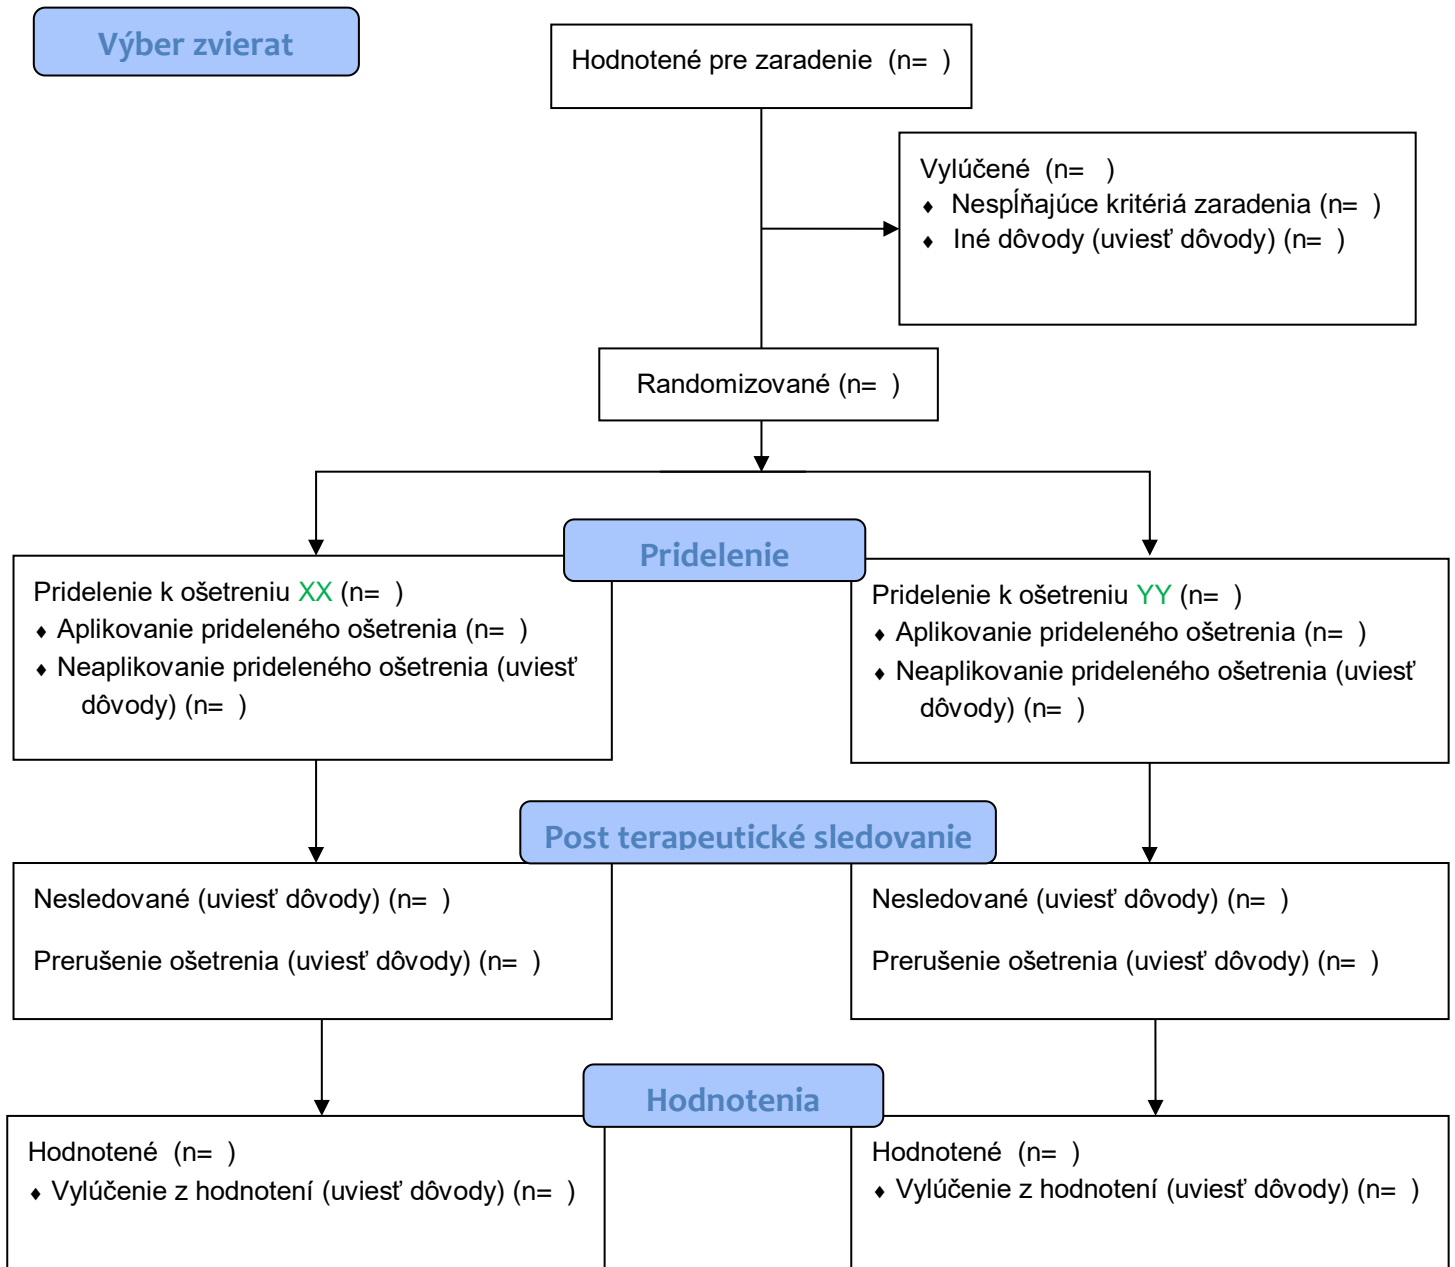 Výber zvierat
Hodnotené pre zaradenie (n= )
Vylúčené (n= )
♦ Nespĺňajúce kritériá zaradenia (n= )
♦ Iné dôvody (uviesť dôvody) (n= )
Randomizované (n= )
Pridelenie
Pridelenie k ošetreniu XX (n= )
♦ Aplikovanie prideleného ošetrenia (n= )
♦ Neaplikovanie prideleného ošetrenia (uviesť
dôvody) (n= )
Pridelenie k ošetreniu YY (n= )
♦ Aplikovanie prideleného ošetrenia (n= )
♦ Neaplikovanie prideleného ošetrenia (uviesť
dôvody) (n= )
Post terapeutické sledovanie
Nesledované (uviesť dôvody) (n= )
Prerušenie ošetrenia (uviesť dôvody) (n= )
Nesledované (uviesť dôvody) (n= )
Prerušenie ošetrenia (uviesť dôvody) (n= )
Hodnotenia
Hodnotené (n= )
♦ Vylúčenie z hodnotení (uviesť dôvody) (n= )
Hodnotené (n= )
♦ Vylúčenie z hodnotení (uviesť dôvody) (n= )